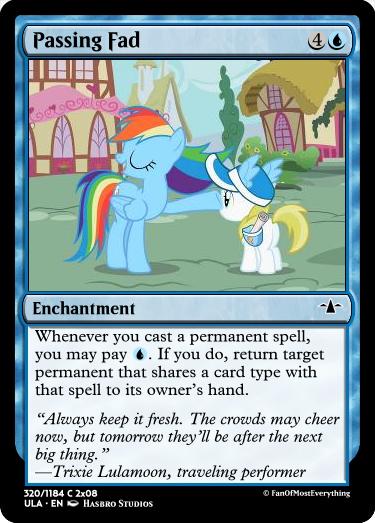 Passing Fad 4
Enchantment
Whenever you cast a permanent spell,
you may pay . If you do, return target
permanent that shares a card type with
that spell to its owner's hand.
“Always keep it fresh. The crowds may cheer
now, but tomorrow they'll be after the next
big thing.”
—Trixie Lulamoon, traveling performer
320/1184 C 2x08
ULA • EN Hasbro Studios
© FanOfMostEverything